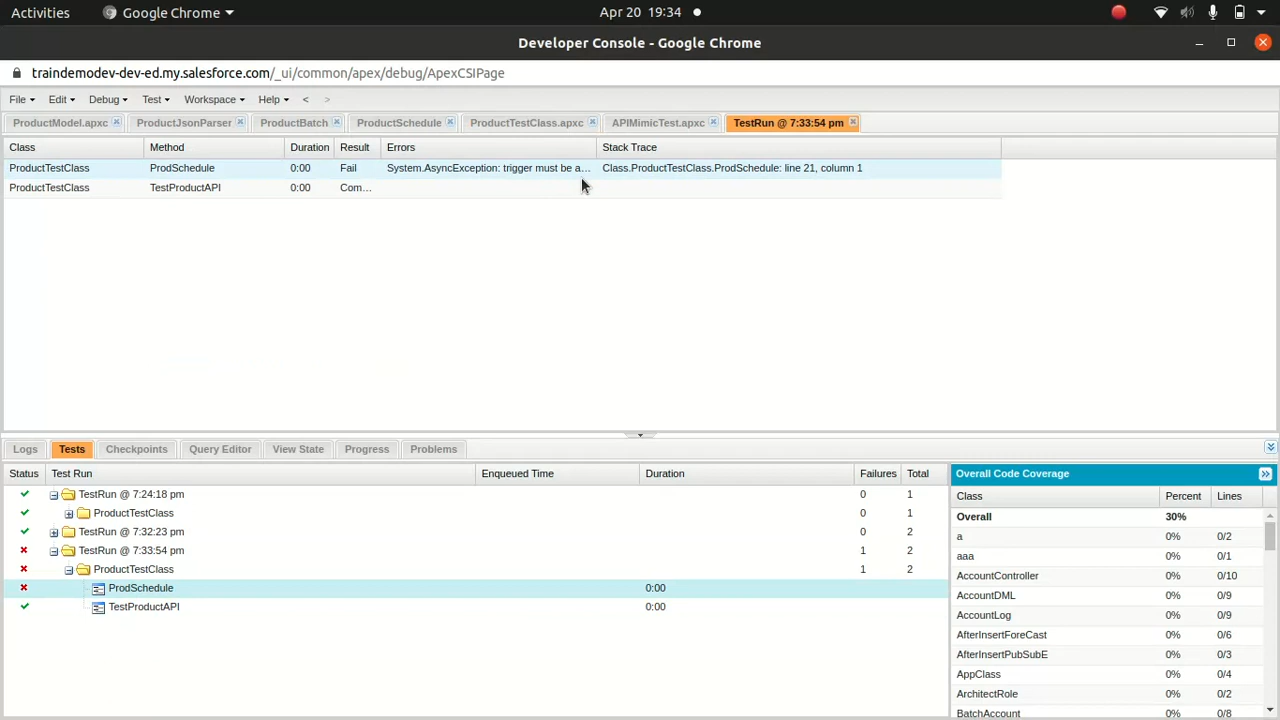 Activities Google Chrome Apr 20 19:34
Developer Console - Google Chrome
traindemodev-dev-ed.my.salesforce.com/_ui/common/apex/debug/ApexCSIPage
File Edit Debug Test Workspace Help < >
ProductModel.apxc ProductJsonParser ProductBatch ProductSchedule ProductTestClass.apxc APIMimicTest.apxc TestRun @ 7:33:54 pm
Class Method Duration Result Errors Stack Trace
ProductTestClass ProdSchedule 0:00 Fail System.AsyncException: trigger must be a... Class.ProductTestClass.ProdSchedule: line 21, column 1
ProductTestClass TestProductAPI 0:00 Com...
Logs Tests Checkpoints Query Editor View State Progress Problems
Status Test Run Enqueued Time Duration Failures Total
TestRun @ 7:24:18 pm 0 1
ProductTestClass 0 1
TestRun @ 7:32:23 pm 0 2
TestRun @ 7:33:54 pm 1 2
ProductTestClass 1 2
ProdSchedule 0:00
TestProductAPI 0:00
Overall Code Coverage
Class Percent Lines
Overall 30%
a 0% 0/2
aaa 0% 0/1
AccountController 0% 0/10
AccountDML 0% 0/9
AccountLog 0% 0/9
AfterInsertForeCast 0% 0/6
AfterInsertPubSubE 0% 0/3
AppClass 0% 0/4
ArchitectRole 0% 0/2
BatchAccount 0% 0/8